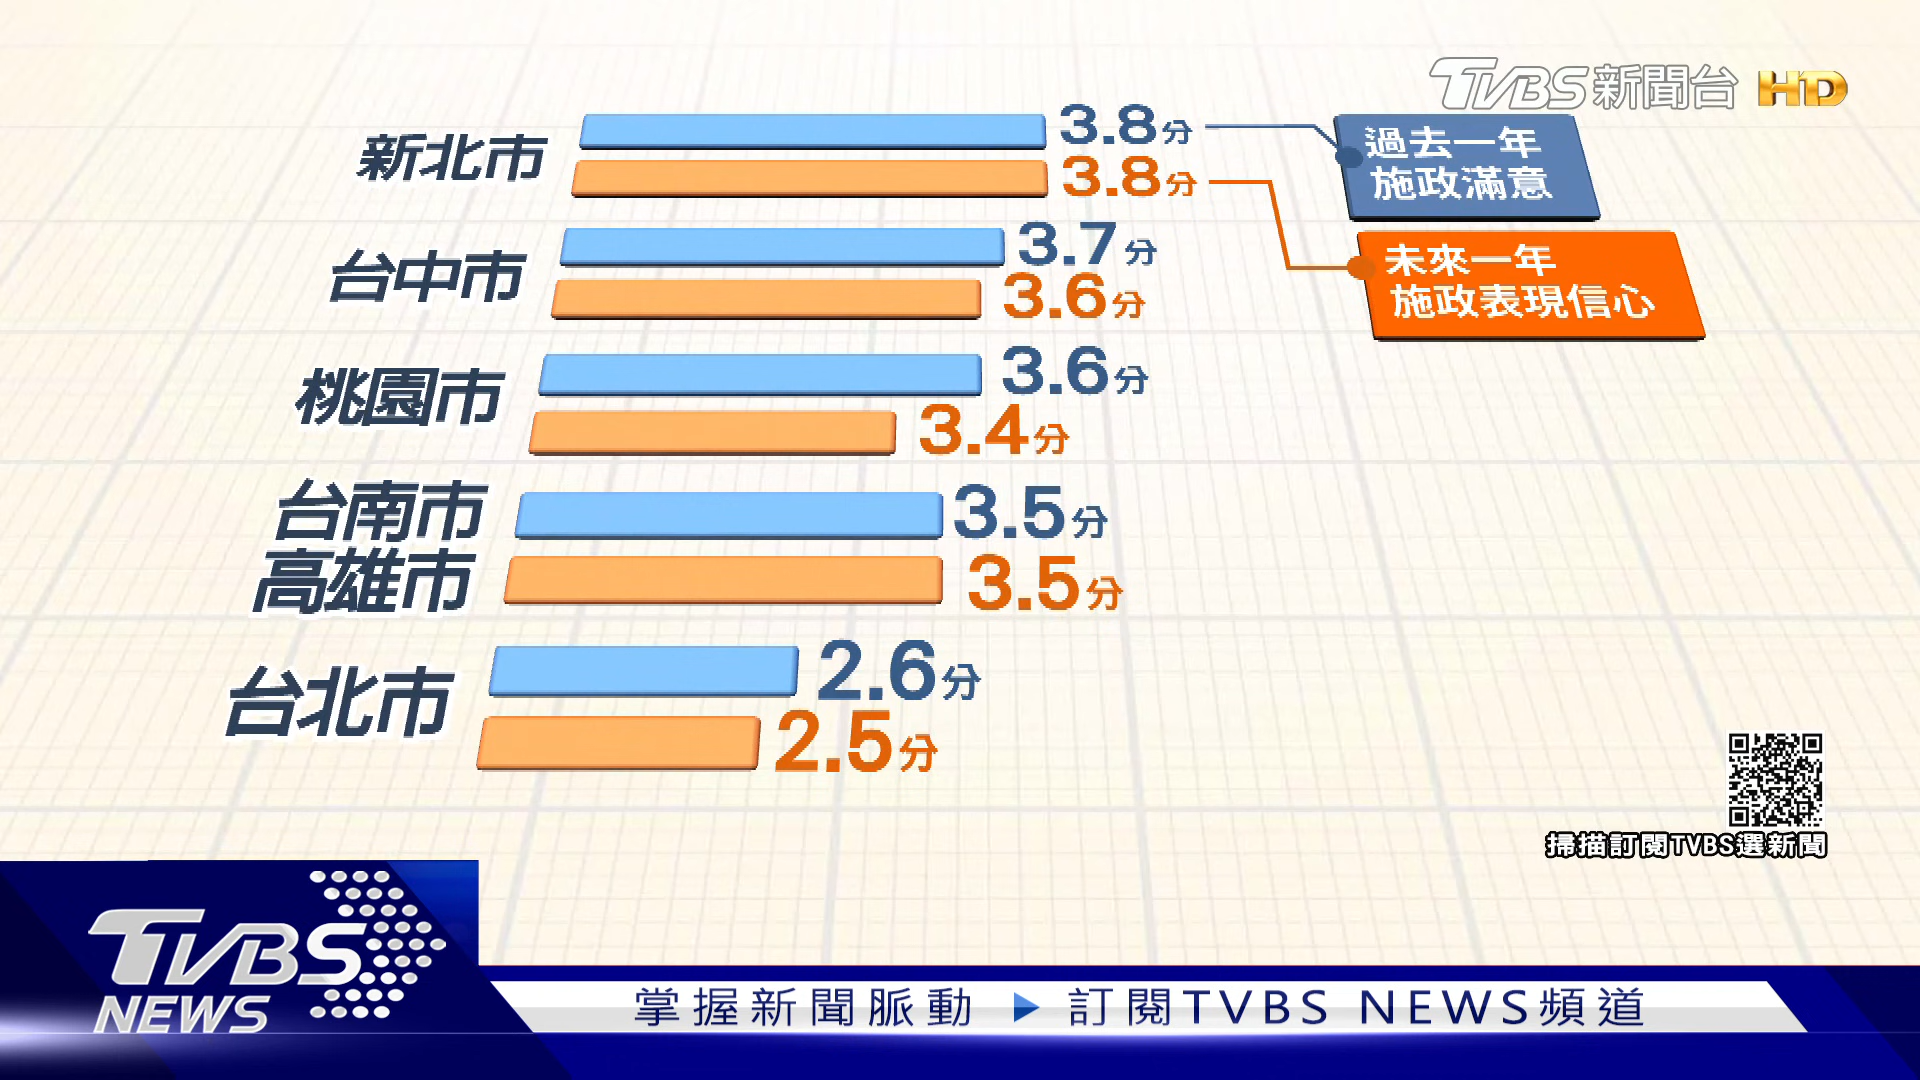 TVBS新聞台 HD
新北市
3.8分
3.8分
過去一年
施政滿意
未來一年
施政表現信心
台中市
3.7分
3.6分
桃園市
3.6分
3.4分
台南市
高雄市
3.5分
3.5分
台北市
2.6分
2.5分
掃描訂閱TVBS選新聞
TVBS
NEWS
掌握新聞脈動 ▶ 訂閱TVBS NEWS頻道